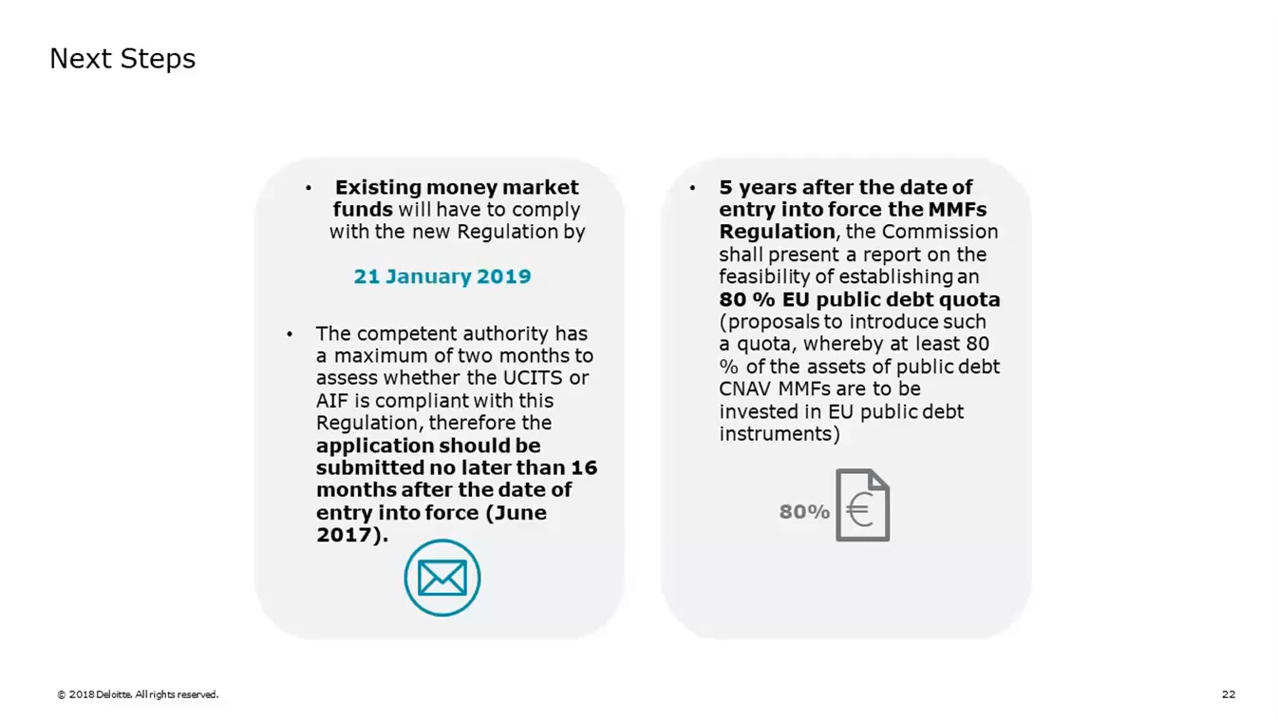 Next Steps
• Existing money market
funds will have to comply
with the new Regulation by
21 January 2019
• The competent authority has
a maximum of two months to
assess whether the UCITS or
AIF is compliant with this
Regulation, therefore the
application should be
submitted no later than 16
months after the date of
entry into force (June
2017).
• 5 years after the date of
entry into force the MMFs
Regulation, the Commission
shall present a report on the
feasibility of establishing an
80 % EU public debt quota
(proposals to introduce such
a quota, whereby at least 80
% of the assets of public debt
CNAV MMFs are to be
invested in EU public debt
instruments)
80% €
© 2018 Deloitte. All rights reserved.
22